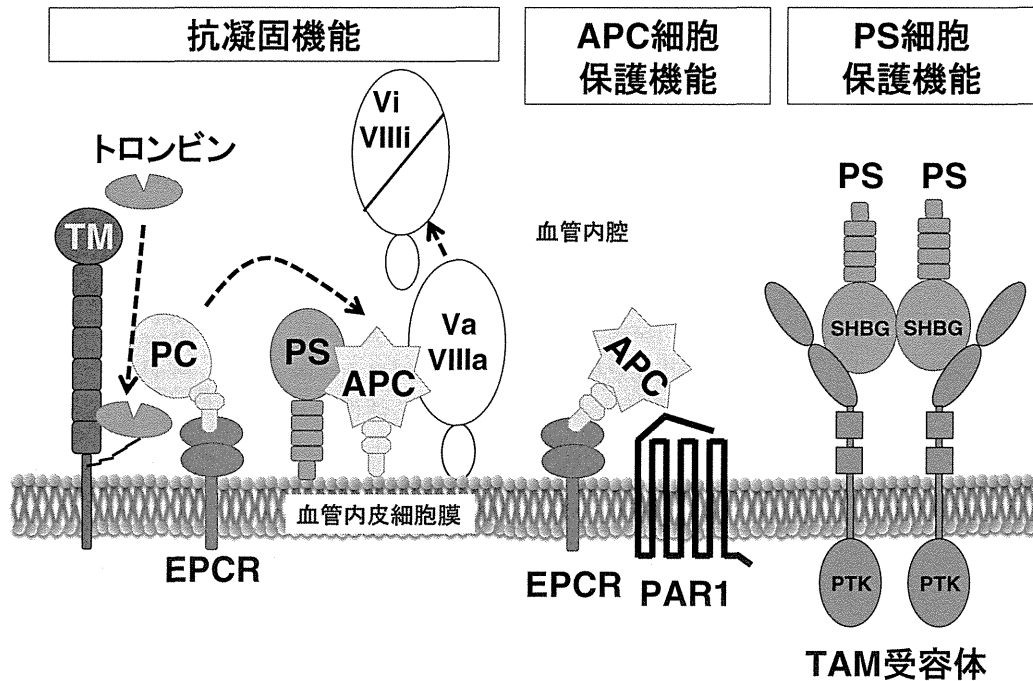 抗凝固機能
APC細胞
保護機能
PS細胞
保護機能
Vi
VIIIi
トロンビン
TM
PC
PS
APC
Va
VIIIa
血管内腔
APC
PS
PS
SHBG
SHBG
血管内皮細胞膜
EPCR
EPCR
PAR1
PTK
PTK
TAM受容体